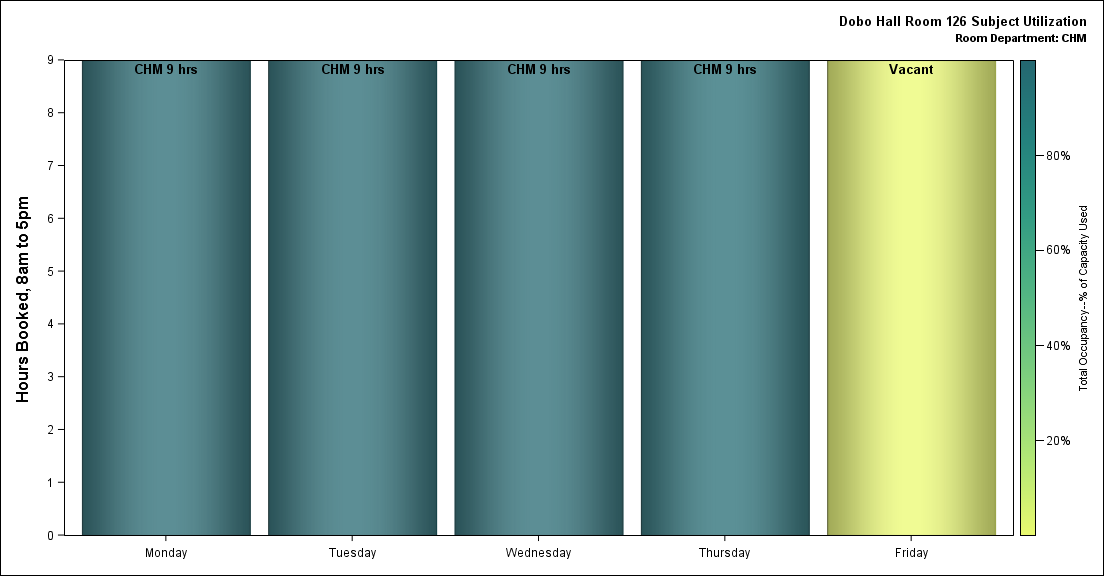 Dobo Hall Room 126 Subject Utilization
Room Department: CHM
Hours Booked, 8am to 5pm
9
8
7
6
5
4
3
2
1
0
CHM 9 hrs
CHM 9 hrs
CHM 9 hrs
CHM 9 hrs
Vacant
Monday
Tuesday
Wednesday
Thursday
Friday
80%
60%
40%
20%
Total Occupancy--% of Capacity Used